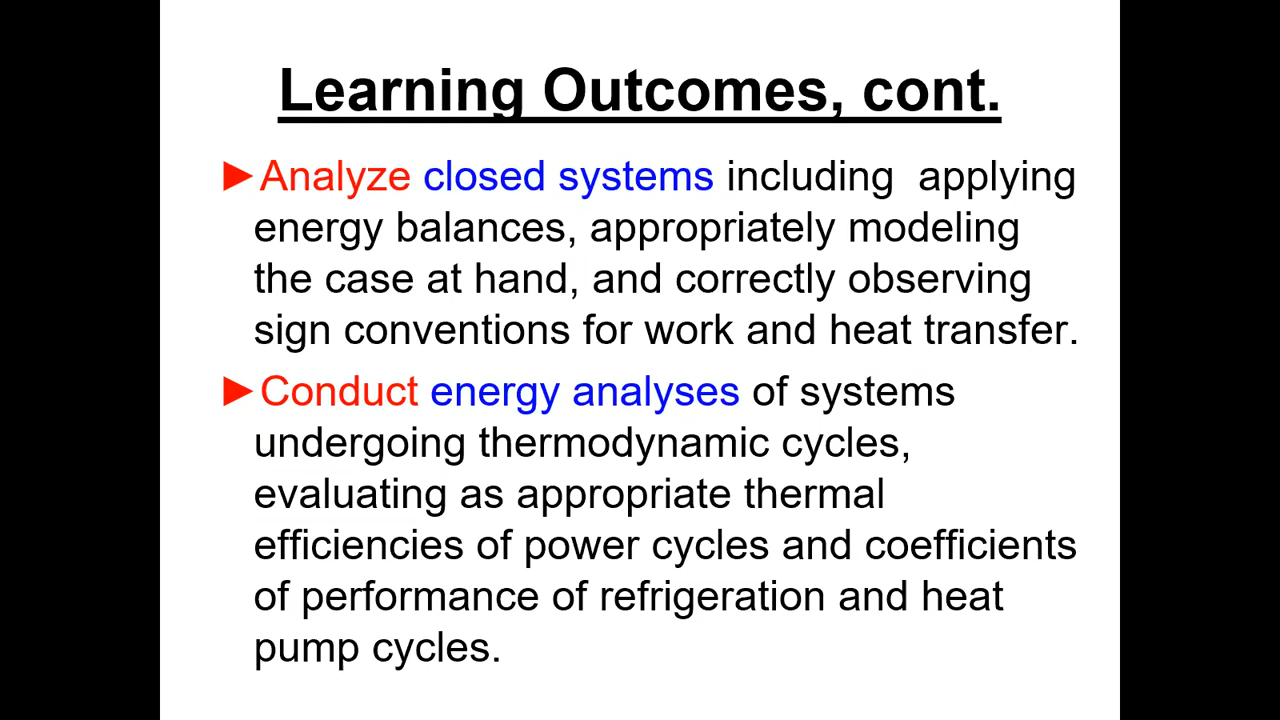 Learning Outcomes, cont.
►Analyze closed systems including  applying
energy balances, appropriately modeling
the case at hand, and correctly observing
sign conventions for work and heat transfer.
►Conduct energy analyses of systems
undergoing thermodynamic cycles,
evaluating as appropriate thermal
efficiencies of power cycles and coefficients
of performance of refrigeration and heat
pump cycles.